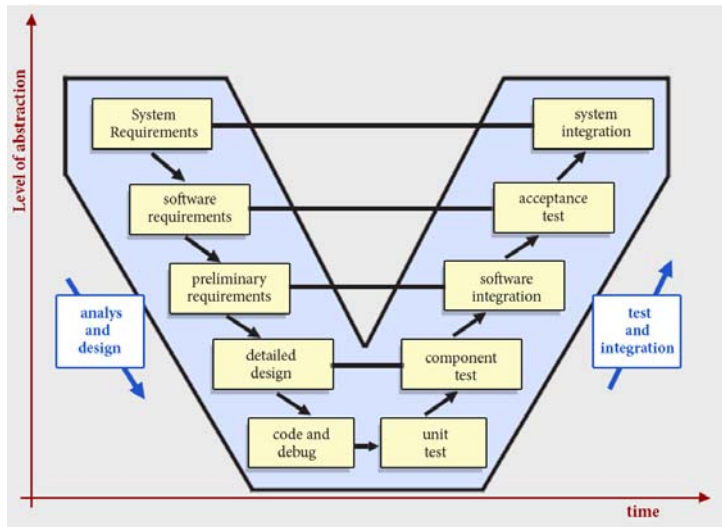 Level of abstraction
System
Requirements
system
integration
software
requirements
acceptance
test
preliminary
requirements
software
integration
analys
and
design
test
and
integration
detailed
design
component
test
code and
debug
unit
test
time